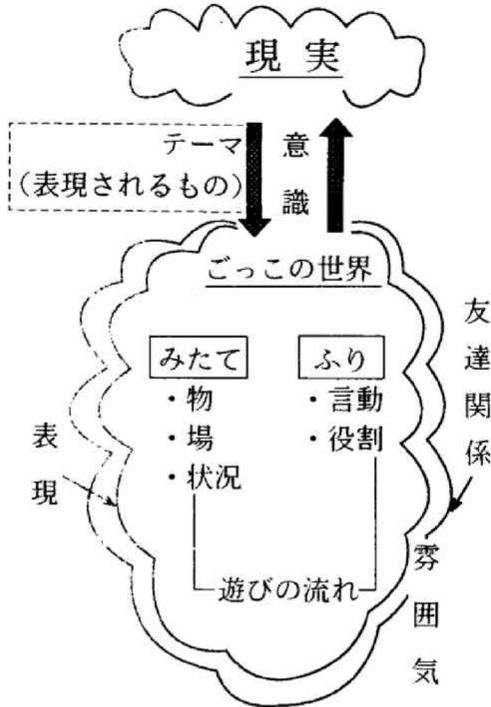 現実
テーマ
（表現されるもの）
意識
ごっこの世界
みたて
・物
・場
・状況
ふり
・言動
・役割
遊びの流れ
表現
友達関係
雰囲気